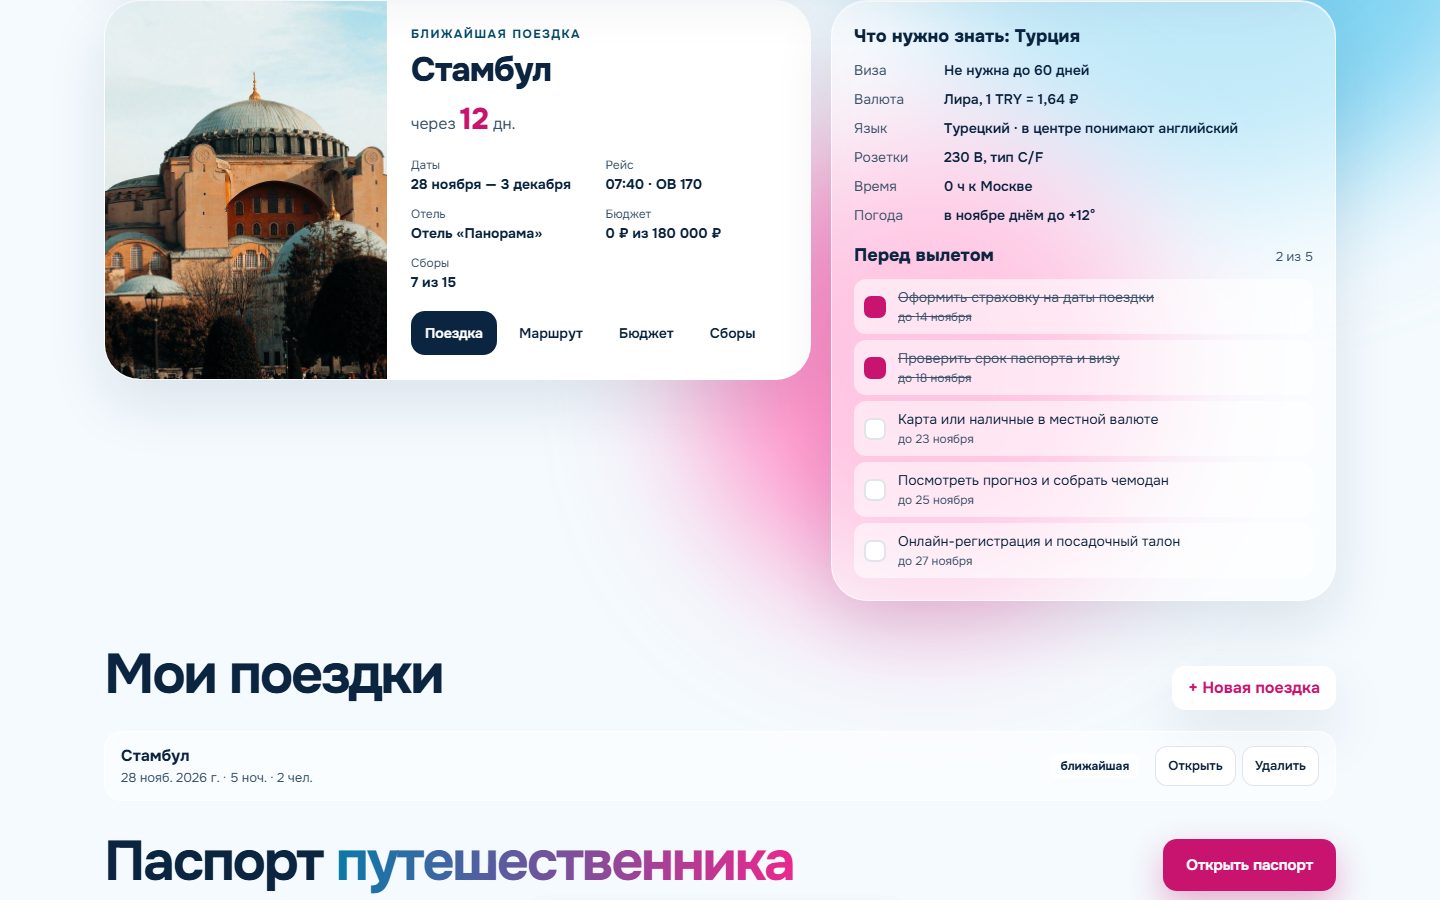 БЛИЖАЙШАЯ ПОЕЗДКА
Стамбул
через 12 дн.
Даты
28 ноября — 3 декабря
Рейс
07:40 · ОВ 170
Отель
Отель «Панорама»
Бюджет
0 ₽ из 180 000 ₽
Сборы
7 из 15
Поездка Маршрут Бюджет Сборы
Что нужно знать: Турция
Виза Не нужна до 60 дней
Валюта Лира, 1 TRY = 1,64 ₽
Язык Турецкий · в центре понимают английский
Розетки 230 В, тип C/F
Время 0 ч к Москве
Погода в ноябре днём до +12°
Перед вылетом 2 из 5
Оформить страховку на даты поездки
до 14 ноября
Проверить срок паспорта и визу
до 18 ноября
Карта или наличные в местной валюте
до 23 ноября
Посмотреть прогноз и собрать чемодан
до 25 ноября
Онлайн-регистрация и посадочный талон
до 27 ноября
Мои поездки
+ Новая поездка
Стамбул
28 нояб. 2026 г. · 5 ноч. · 2 чел.
ближайшая Открыть Удалить
Паспорт путешественника
Открыть паспорт